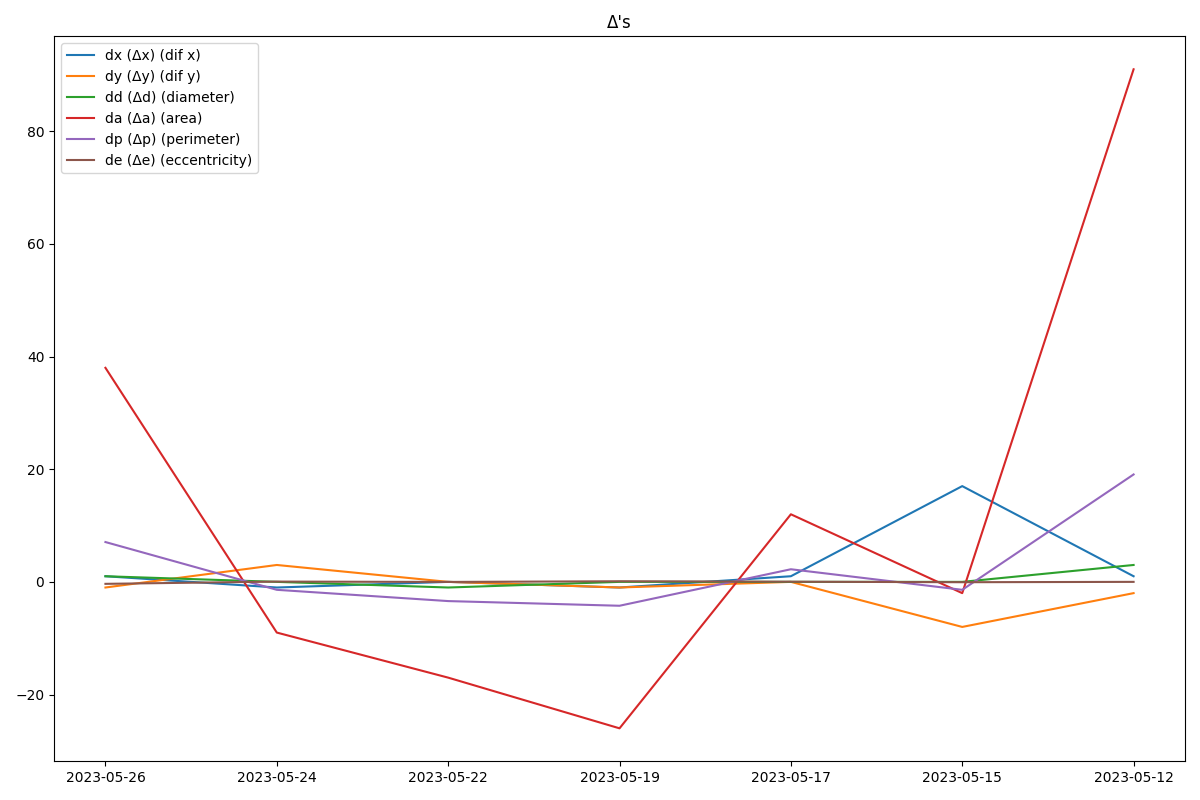 Δ's
dx (Δx) (dif x)
dy (Δy) (dif y)
dd (Δd) (diameter)
da (Δa) (area)
dp (Δp) (perimeter)
de (Δe) (eccentricity)
80
60
40
20
0
−20
2023-05-26 2023-05-24 2023-05-22 2023-05-19 2023-05-17 2023-05-15 2023-05-12